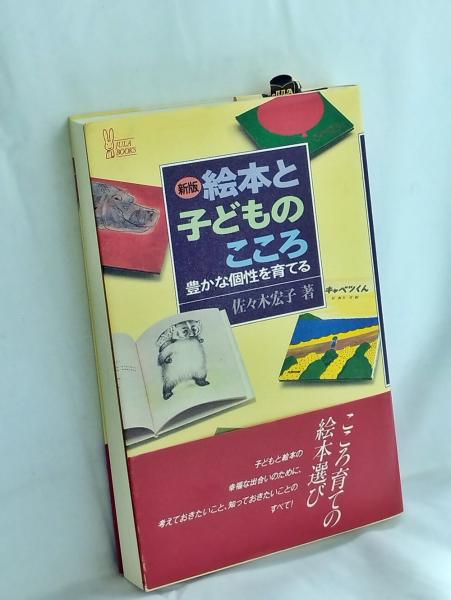 JULA
BOOKS
新版
絵本と
子どもの
こころ
豊かな個性を育てる
佐々木宏子 著
キャベツくん
こころ育ての
絵本選び
子どもと絵本の
幸福な出合いのために、
考えておきたいこと、知っておきたいことの
すべて!